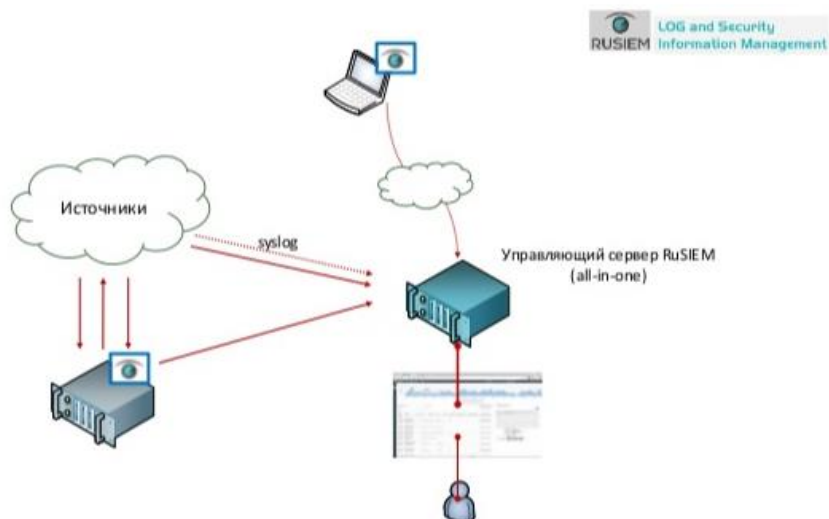 LOG and Security
RUSIEM Information Management
Источники
syslog
Управляющий сервер RuSIEM
(all-in-one)